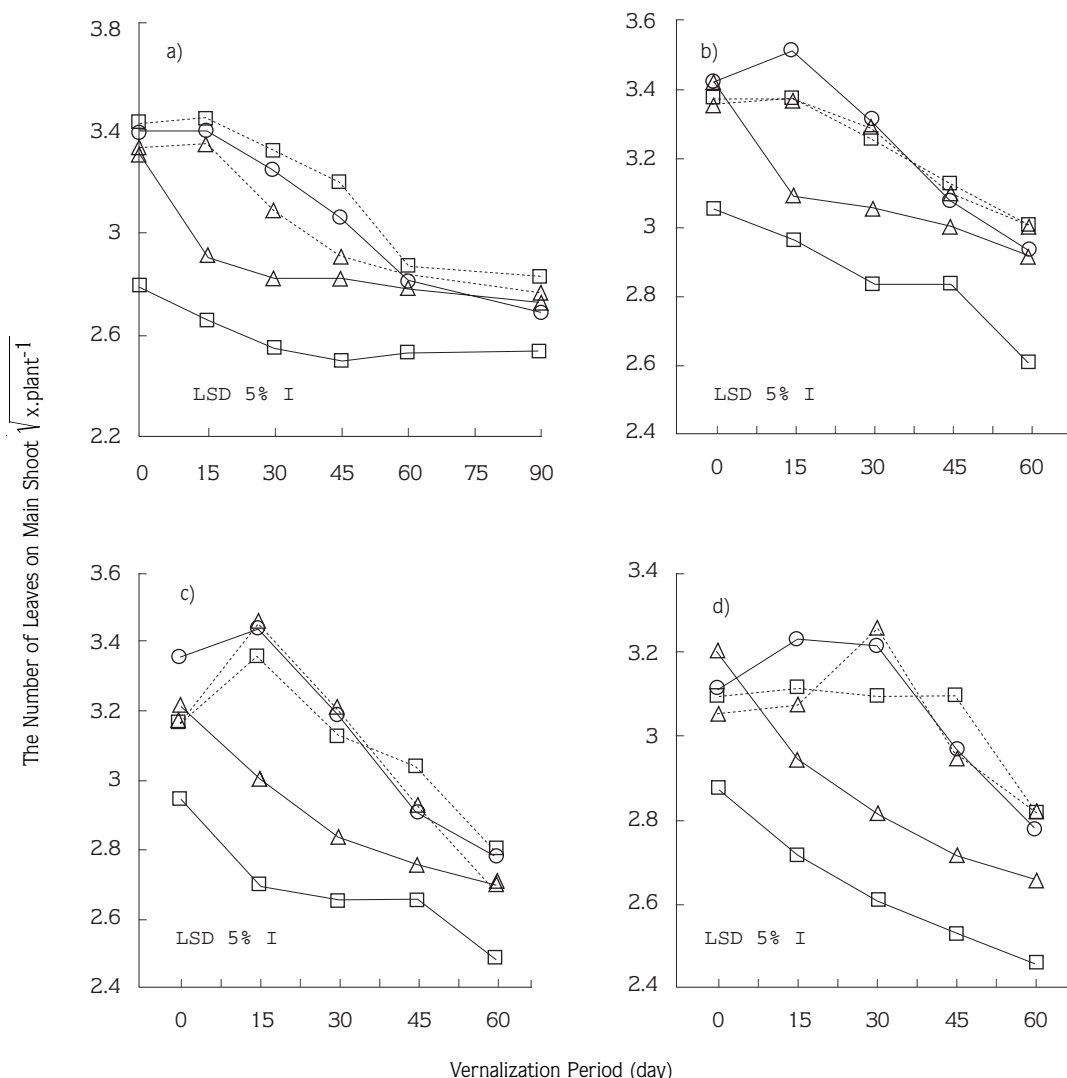 The Number of Leaves on Main Shoot √x.plant⁻¹
a)
3.8
3.4
3
2.6
2.2
LSD 5% I
0 15 30 45 60 75 90
b)
3.6
3.4
3.2
3
2.8
2.6
2.4
LSD 5% I
0 15 30 45 60
c)
3.6
3.4
3.2
3
2.8
2.6
2.4
LSD 5% I
0 15 30 45 60
d)
3.4
3.2
3
2.8
2.6
2.4
LSD 5% I
0 15 30 45 60
Vernalization Period (day)